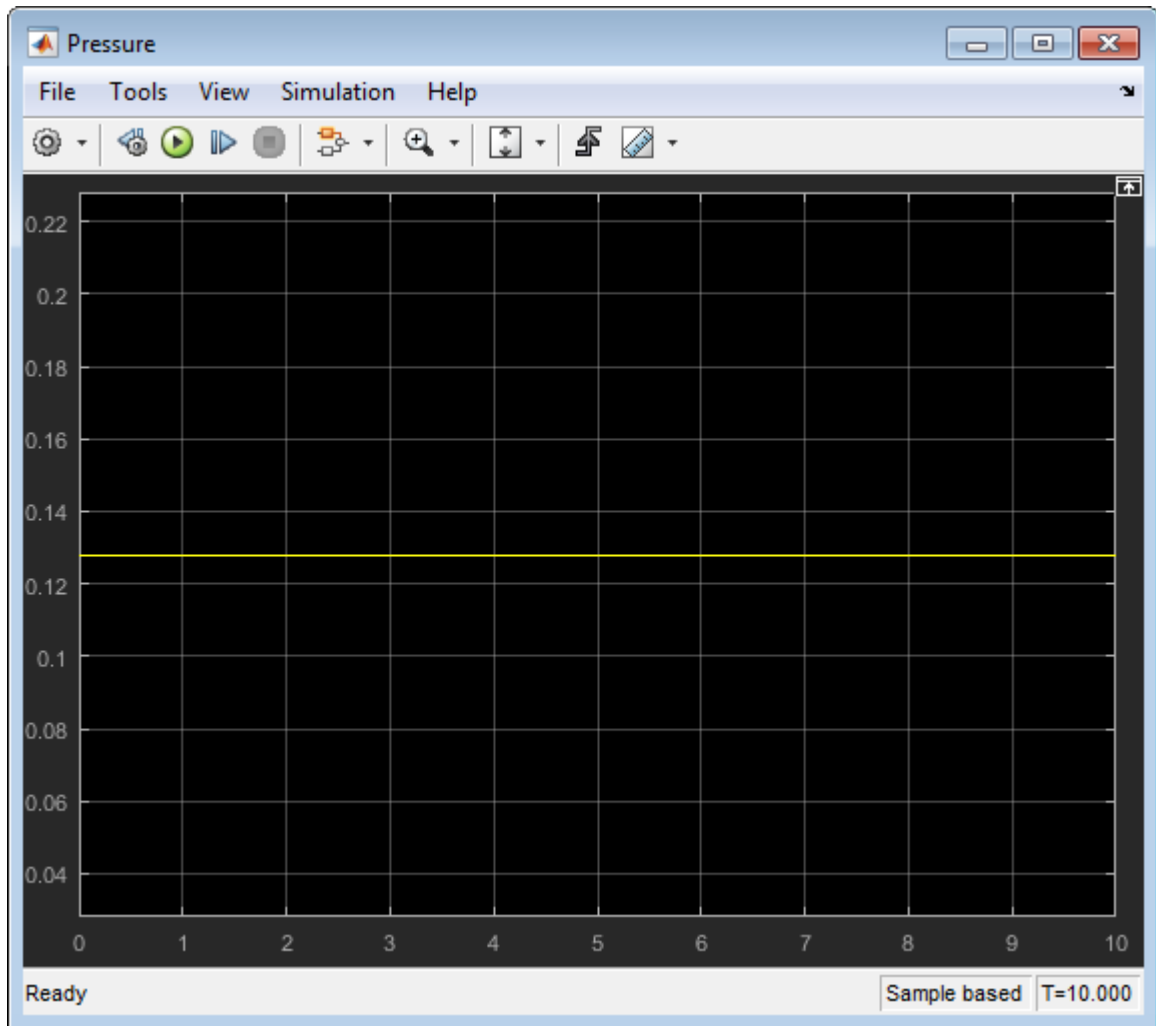 Pressure
File Tools View Simulation Help
0.22
0.2
0.18
0.16
0.14
0.12
0.1
0.08
0.06
0.04
0 1 2 3 4 5 6 7 8 9 10
Ready Sample based T=10.000